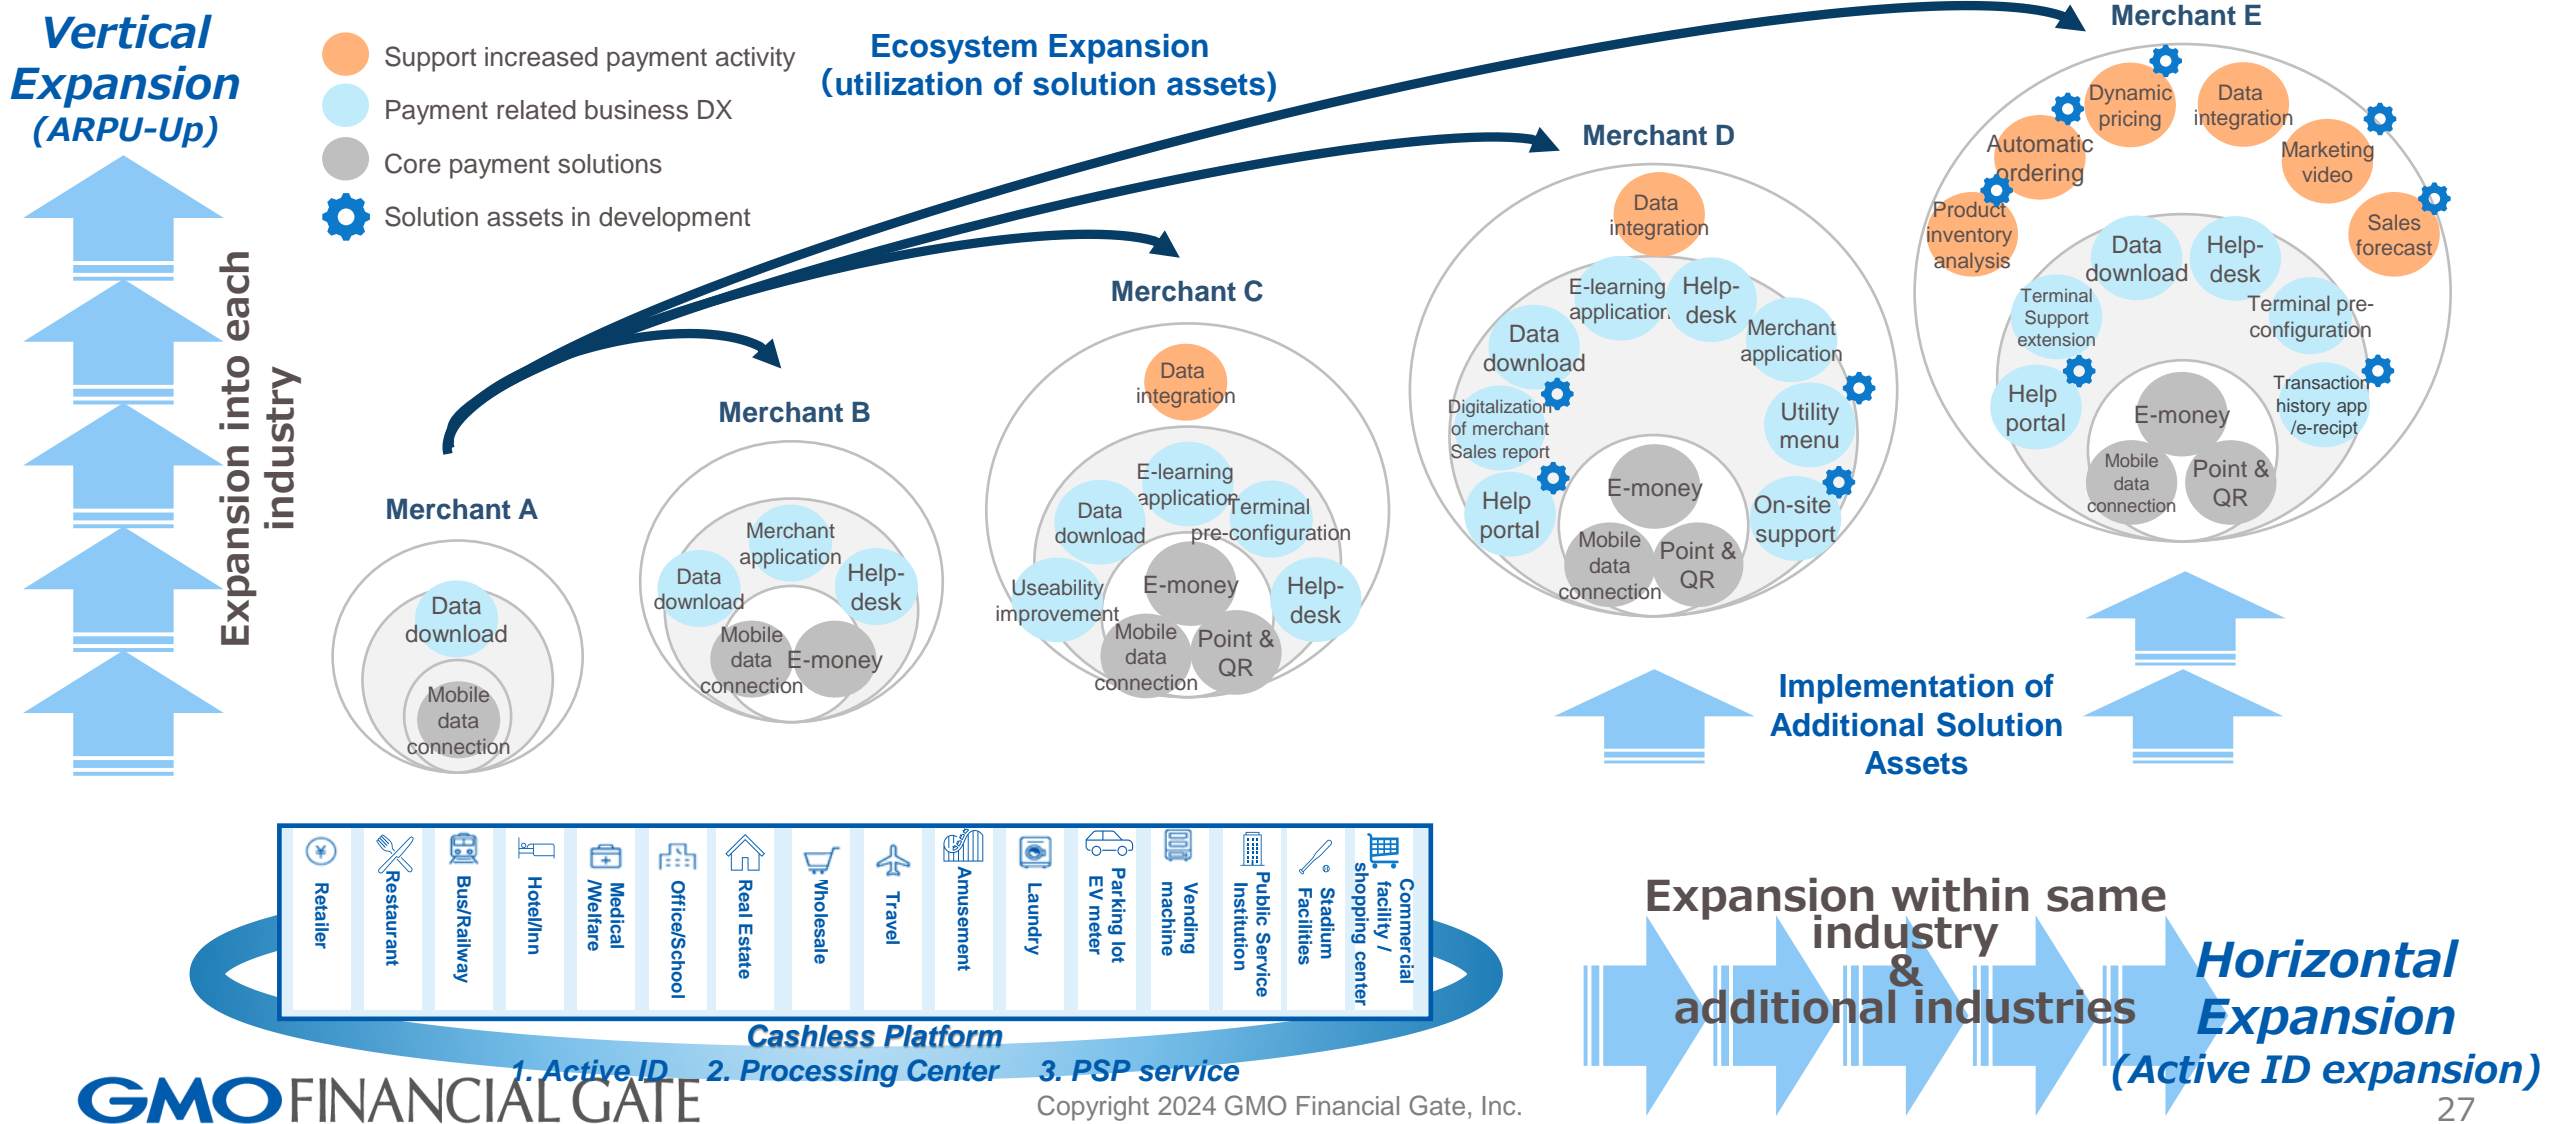 Vertical
Expansion
(ARPU-Up)
Expansion into each
industry
Support increased payment activity
Payment related business DX
Core payment solutions
Solution assets in development
Ecosystem Expansion
(utilization of solution assets)
Merchant A
Data
download
Mobile
data
connection
Merchant B
Merchant
application
Data
download
Help-
desk
Mobile
data
connection
E-money
Merchant C
Data
integration
E-learning
application
Data
download
Terminal
pre-configuration
Useability
improvement
Help-
desk
E-money
Mobile
data
connection
Point &
QR
Merchant D
Data
integration
E-learning
application
Help-
desk
Data
download
Merchant
application
Digitalization
of merchant
Sales report
Utility
menu
Help
portal
On-site
support
E-money
Mobile
data
connection
Point &
QR
Merchant E
Dynamic
pricing
Data
integration
Automatic
ordering
Marketing
video
Product
inventory
analysis
Sales
forecast
Data
download
Help-
desk
Terminal
Support
extension
Terminal pre-
configuration
Help
portal
Transaction
history app
/e-recipt
E-money
Mobile
data
connection
Point &
QR
Implementation of
Additional Solution
Assets
Retailer
Restaurant
Bus/Railway
Hotel/Inn
Medical
/Welfare
Office/School
Real Estate
Wholesale
Travel
Amusement
Laundry
Parking lot
EV meter
Vending
machine
Public Service
Institution
Stadium
Facilities
Commercial
facility /
shopping center
Cashless Platform
1. Active ID 2. Processing Center 3. PSP service
Expansion within same
industry
&
additional industries
Horizontal
Expansion
(Active ID expansion)
GMO FINANCIAL GATE
Copyright 2024 GMO Financial Gate, Inc.
27